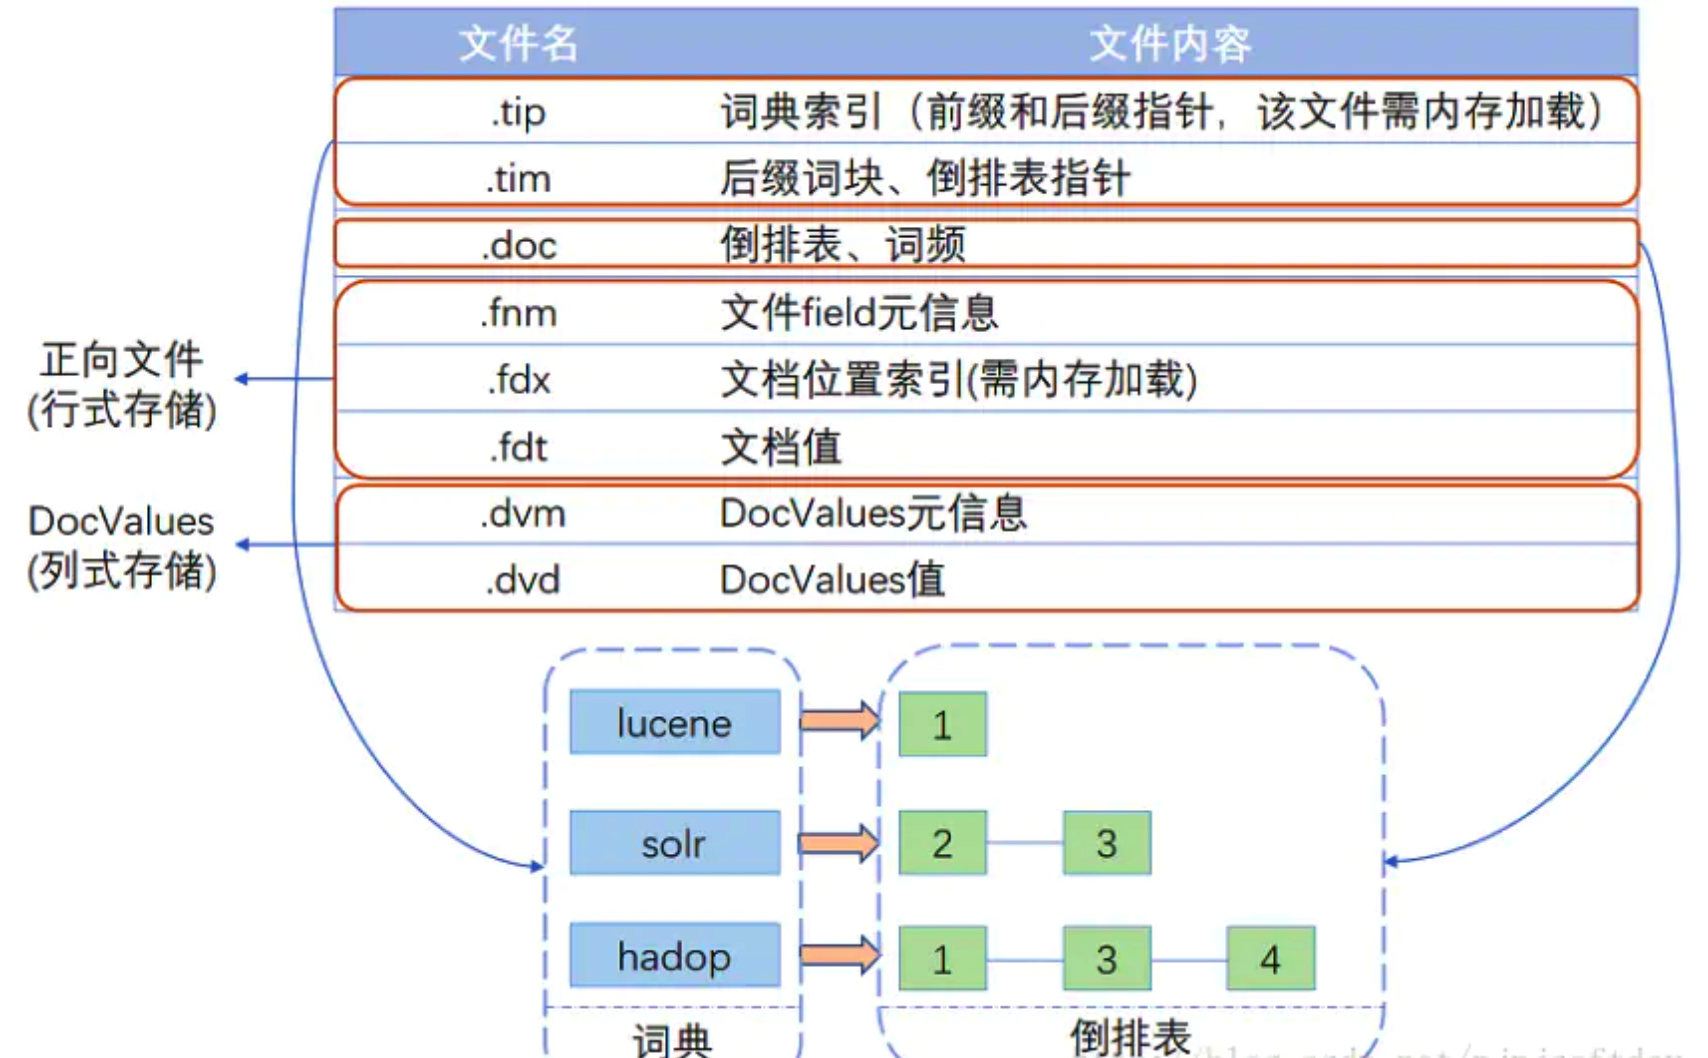 文件名 文件内容
.tip 词典索引（前缀和后缀指针，该文件需内存加载）
.tim 后缀词块、倒排表指针
.doc 倒排表、词频
.fnm 文件field元信息
.fdx 文档位置索引(需内存加载)
.fdt 文档值
.dvm DocValues元信息
.dvd DocValues值
正向文件
(行式存储)
DocValues
(列式存储)
lucene 1
solr 2 3
hadop 1 3 4
词典 倒排表